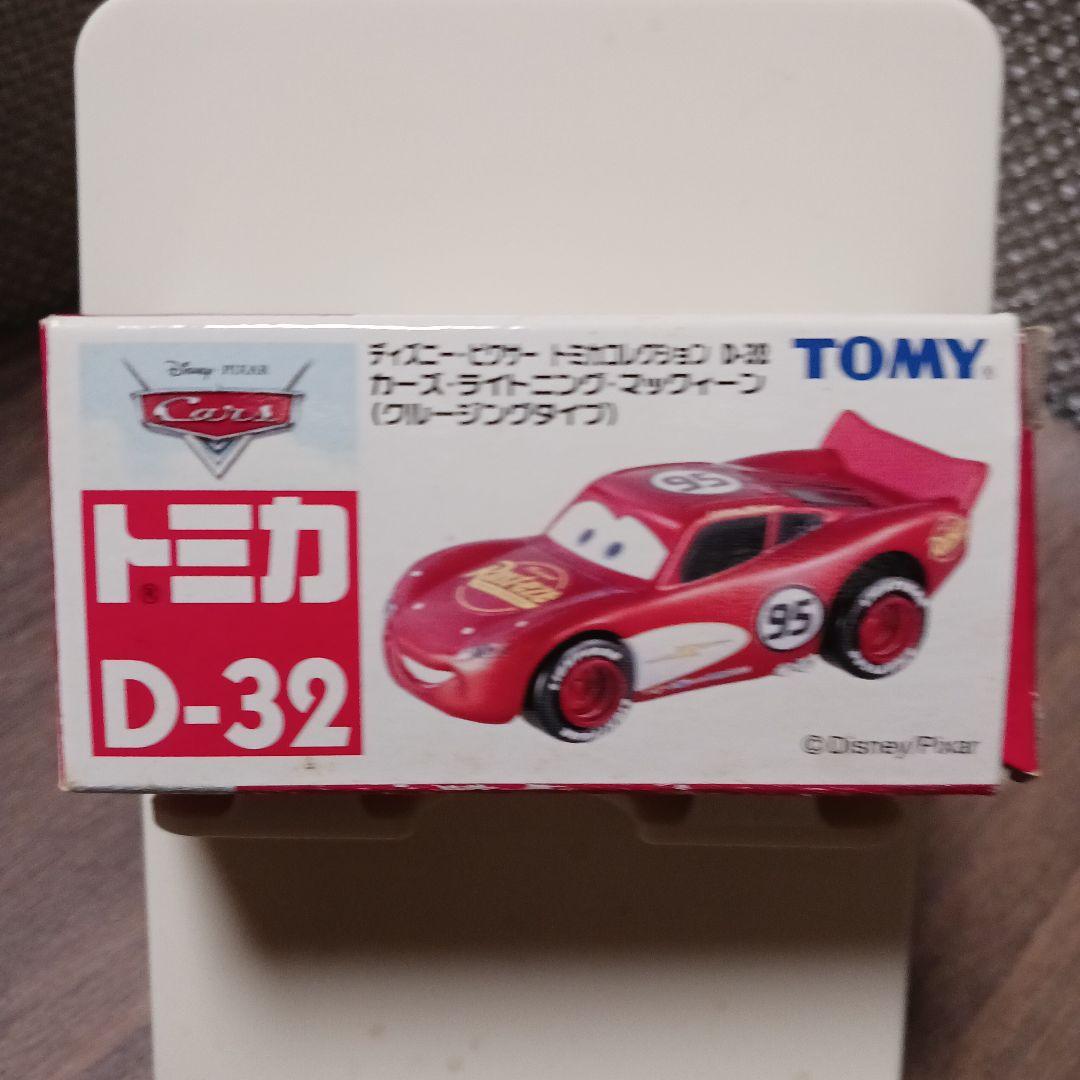 Disney · PIXAR
Cars
ディズニー・ピクサー トミカコレクション D-32
カーズ・ライトニング・マックィーン
(クルージングタイプ)
TOMY®
トミカ®
D-32
95
95
©Disney/Pixar